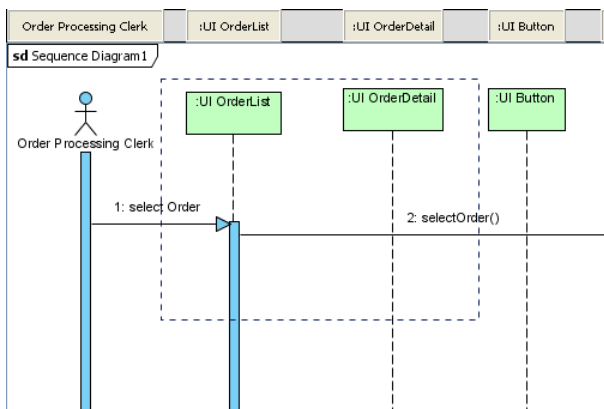 Order Processing Clerk :UI OrderList :UI OrderDetail :UI Button
sd Sequence Diagram1
:UI OrderList :UI OrderDetail :UI Button
Order Processing Clerk
1: select Order
2: selectOrder()